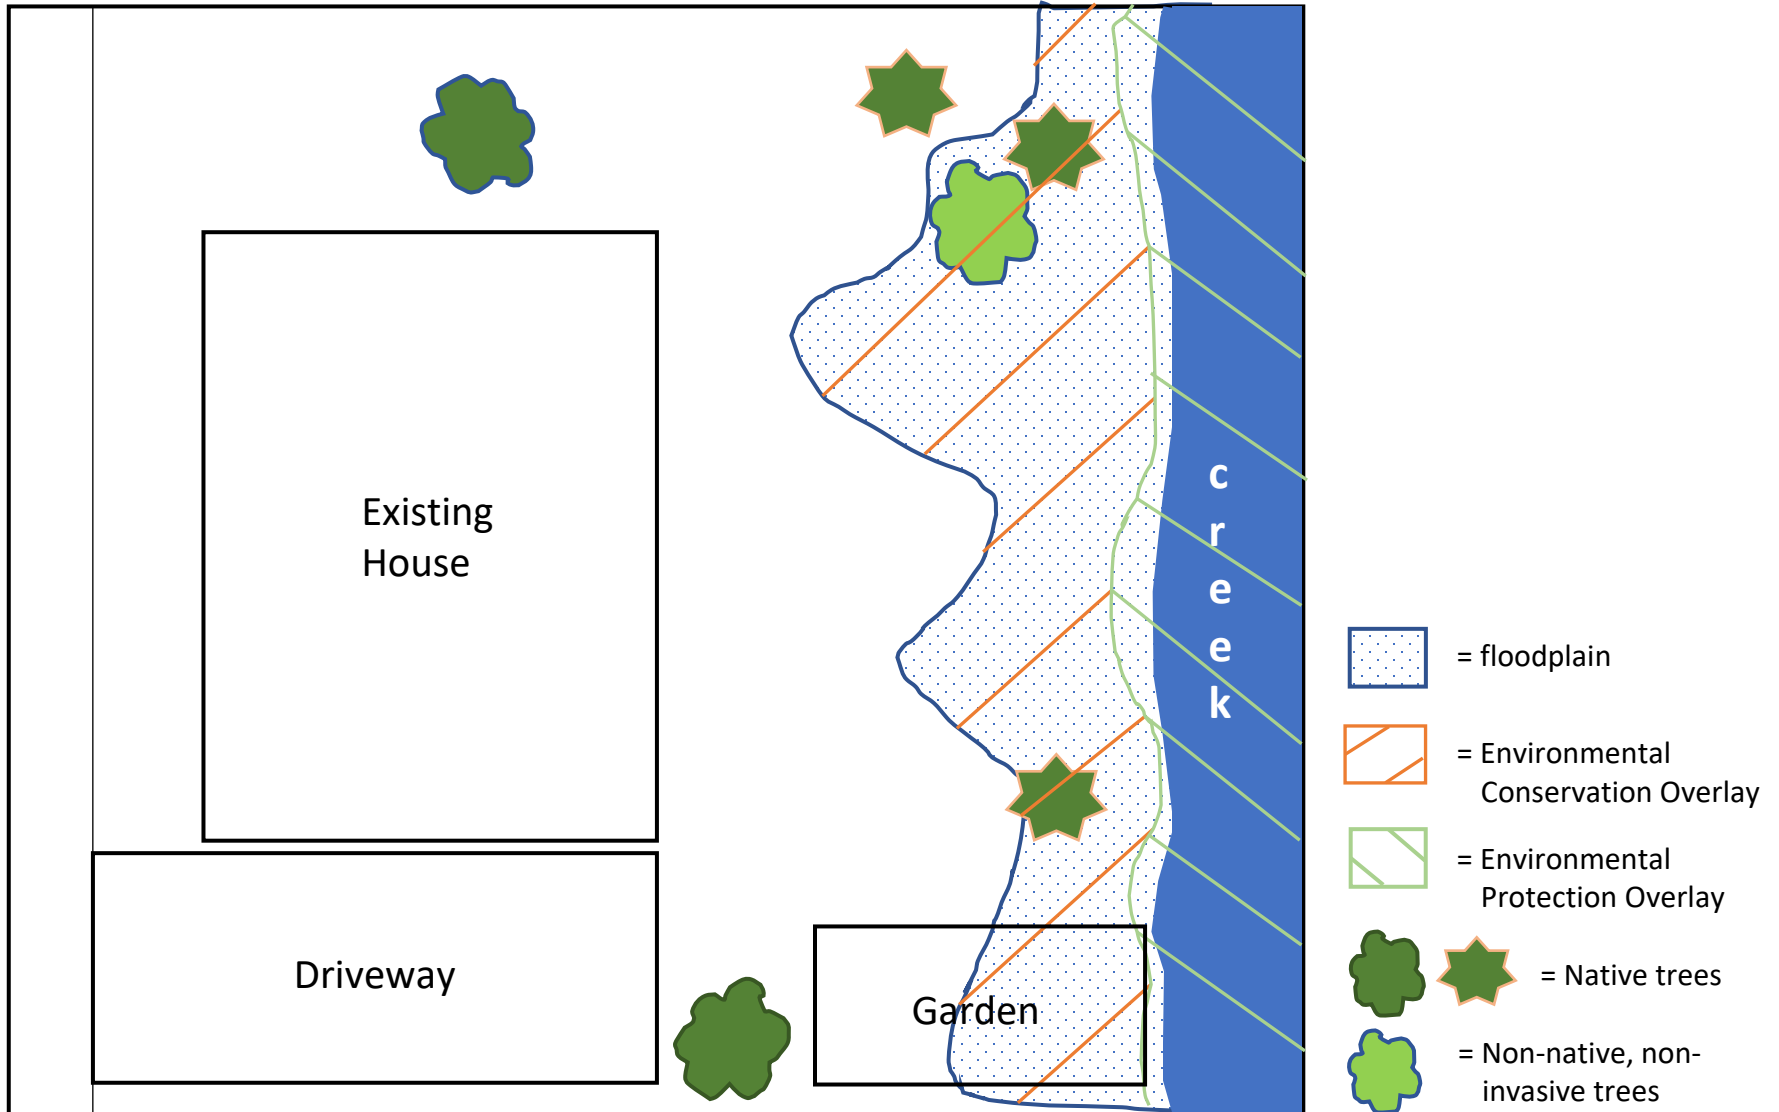 Existing
House
Driveway
Garden
c
r
e
e
k
= floodplain
= Environmental
Conservation Overlay
= Environmental
Protection Overlay
= Native trees
= Non-native, non-
invasive trees